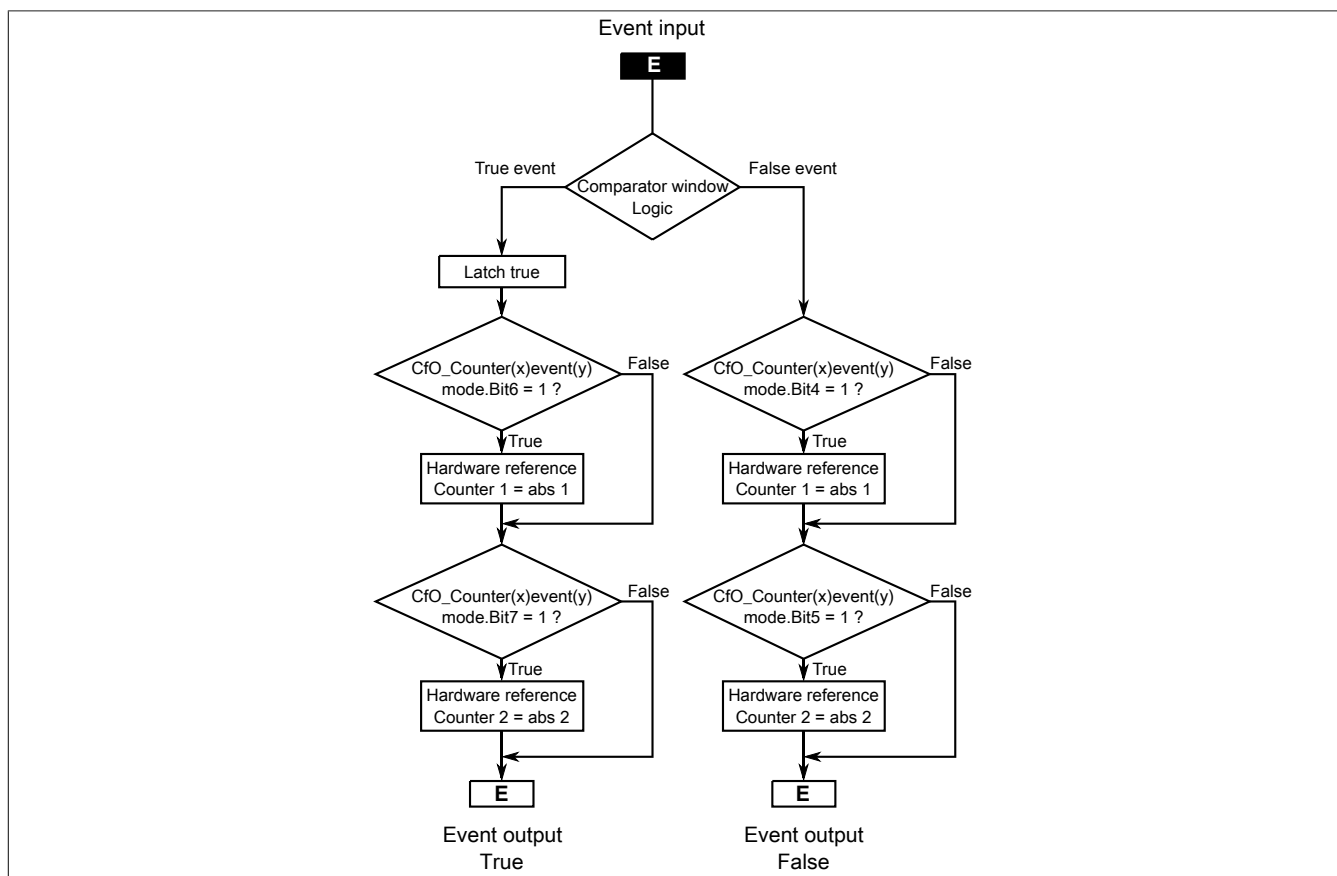 Event input
E
True event
False event
Comparator window
Logic
Latch true
CfO_Counter(x)event(y)
mode.Bit6 = 1 ?
False
True
Hardware reference
Counter 1 = abs 1
CfO_Counter(x)event(y)
mode.Bit7 = 1 ?
False
True
Hardware reference
Counter 2 = abs 2
E
Event output
True
CfO_Counter(x)event(y)
mode.Bit4 = 1 ?
False
True
Hardware reference
Counter 1 = abs 1
CfO_Counter(x)event(y)
mode.Bit5 = 1 ?
False
True
Hardware reference
Counter 2 = abs 2
E
Event output
False